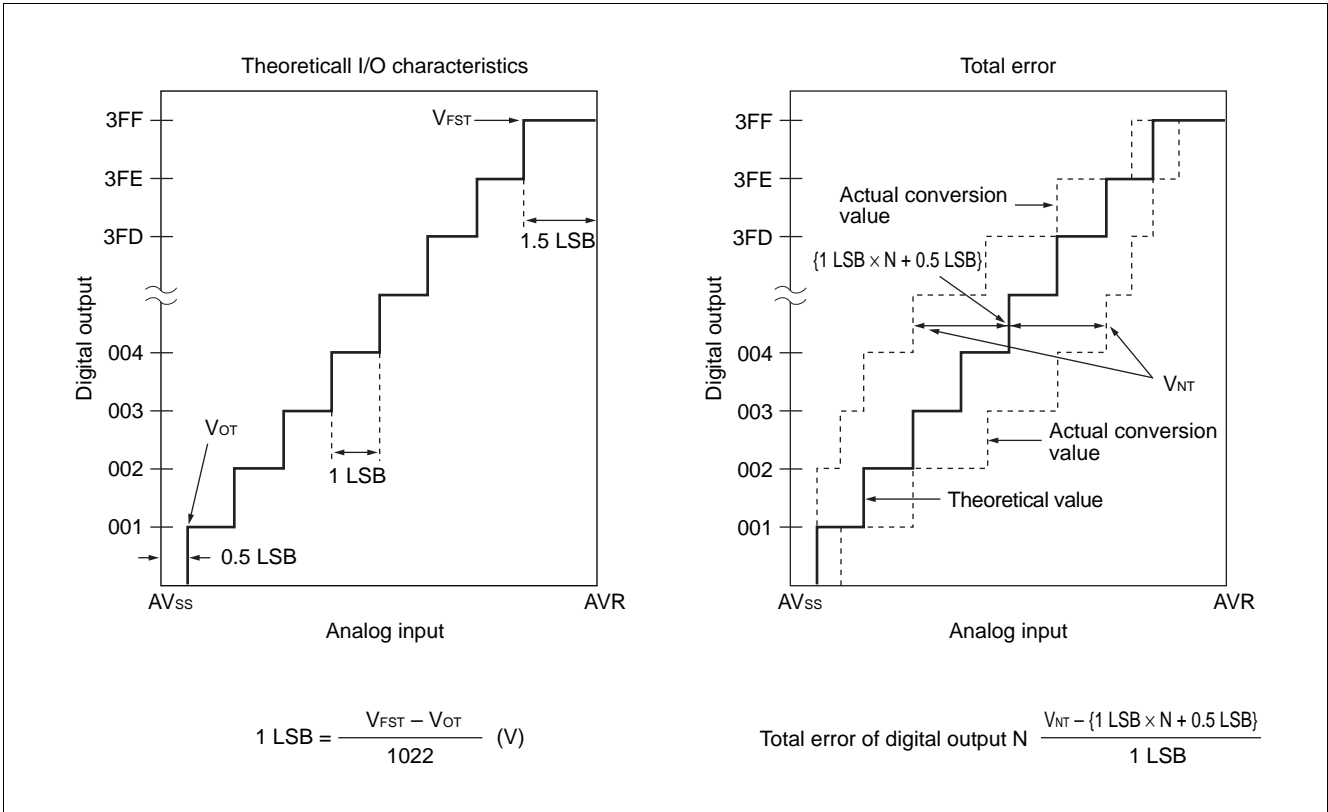 Theoreticall I/O characteristics
3FF
3FE
3FD
004
003
002
001
Digital output
VFST
1.5 LSB
VOT
1 LSB
0.5 LSB
AVSS
AVR
Analog input
1 LSB = VFST – VOT / 1022 (V)
Total error
3FF
3FE
3FD
004
003
002
001
Digital output
Actual conversion
value
{1 LSB × N + 0.5 LSB}
VNT
Actual conversion
value
Theoretical value
AVSS
AVR
Analog input
Total error of digital output N VNT – {1 LSB × N + 0.5 LSB} / 1 LSB